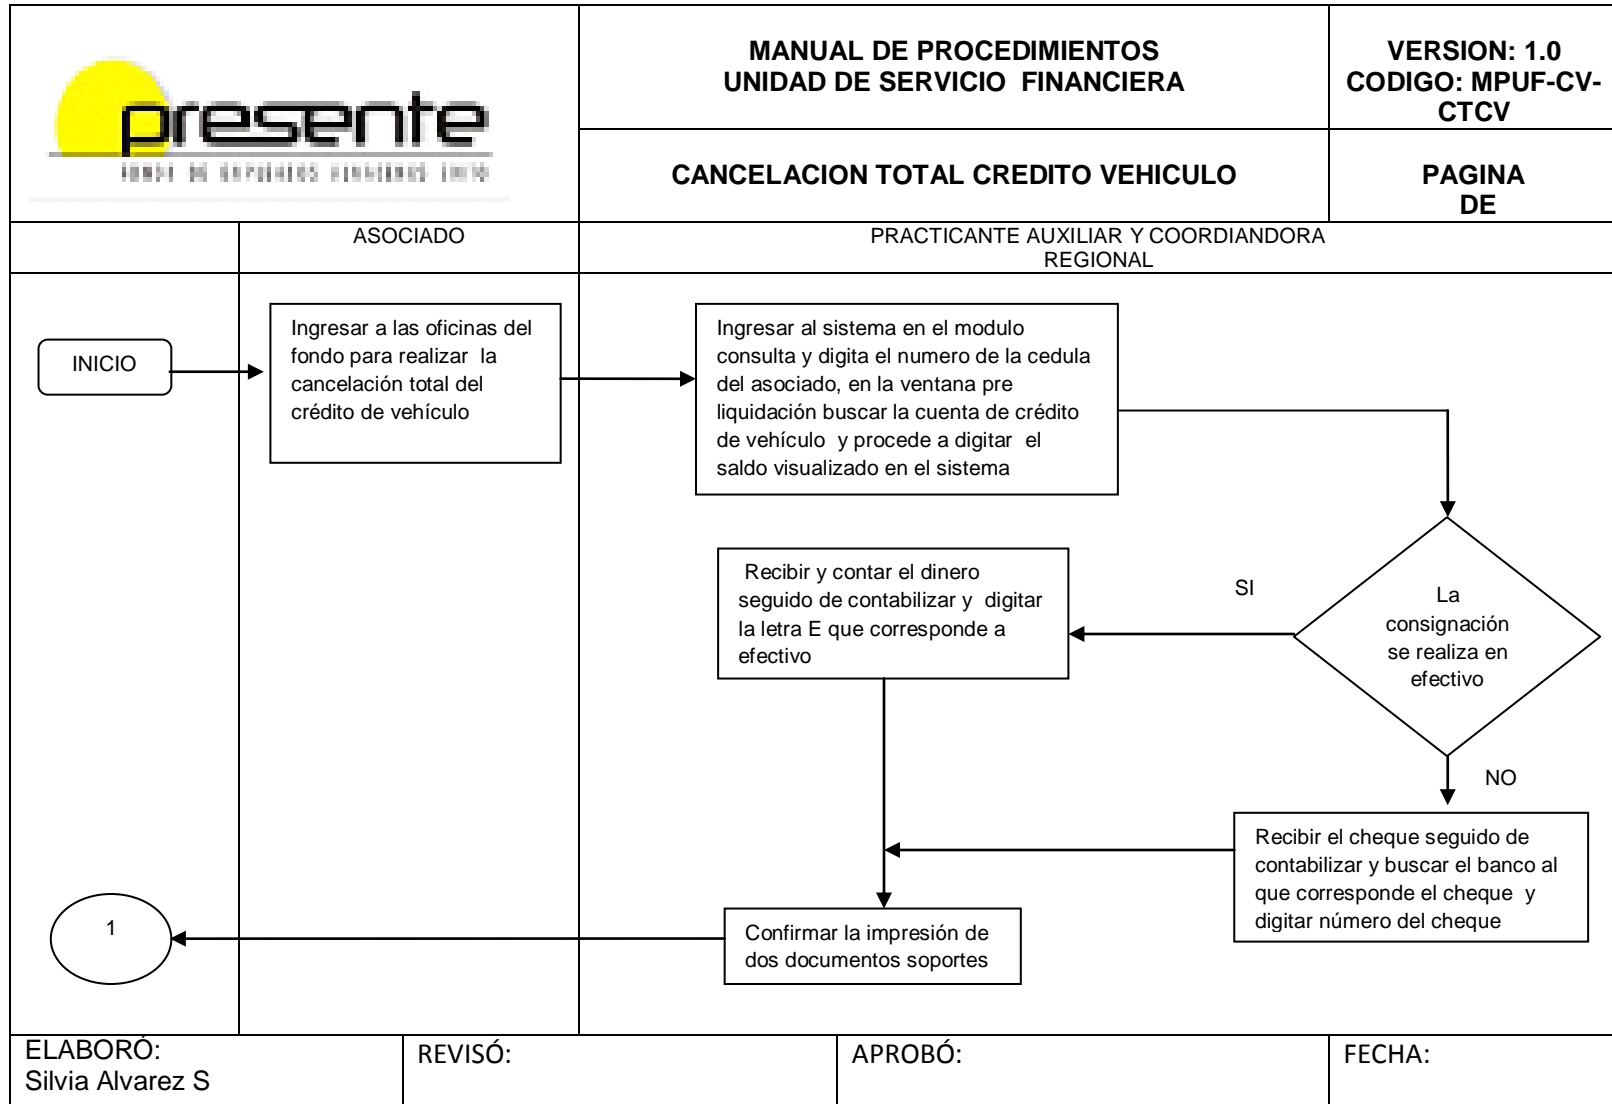 presente
MANUAL DE PROCEDIMIENTOS
UNIDAD DE SERVICIO FINANCIERA
VERSION: 1.0
CODIGO: MPUF-CV-
CTCV
CANCELACION TOTAL CREDITO VEHICULO
PAGINA
DE
ASOCIADO
PRACTICANTE AUXILIAR Y COORDIANDORA
REGIONAL
INICIO
Ingresar a las oficinas del
fondo para realizar la
cancelación total del
crédito de vehículo
Ingresar al sistema en el modulo
consulta y digita el numero de la cedula
del asociado, en la ventana pre
liquidación buscar la cuenta de crédito
de vehículo y procede a digitar el
saldo visualizado en el sistema
Recibir y contar el dinero
seguido de contabilizar y digitar
la letra E que corresponde a
efectivo
SI
La
consignación
se realiza en
efectivo
NO
Recibir el cheque seguido de
contabilizar y buscar el banco al
que corresponde el cheque y
digitar número del cheque
1
Confirmar la impresión de
dos documentos soportes
ELABORÓ:
Silvia Alvarez S
REVISÓ:
APROBÓ:
FECHA: